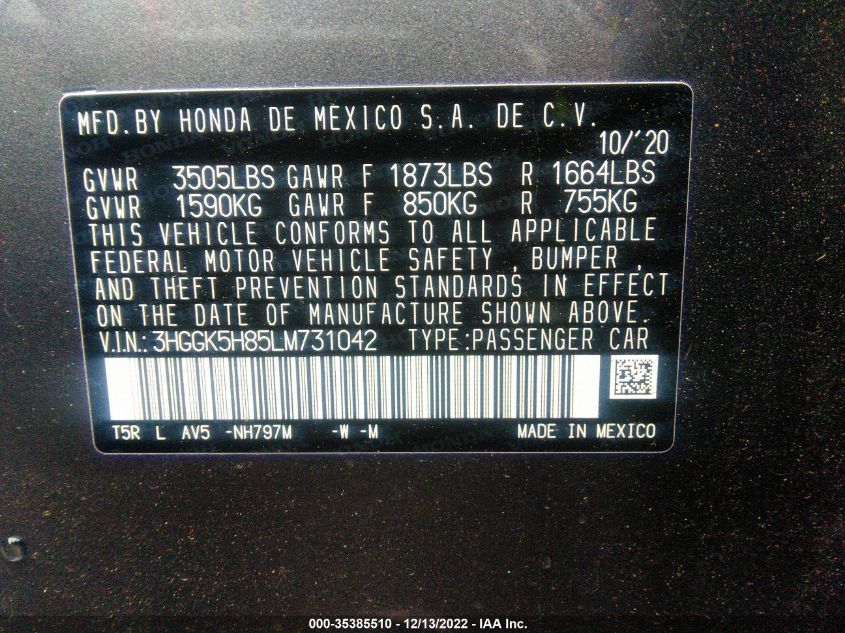 MFD.BY HONDA DE MEXICO S.A. DE C.V.
10/'20
GVWR 3505LBS GAWR F 1873LBS R 1664LBS
GVWR 1590KG GAWR F 850KG R 755KG
THIS VEHICLE CONFORMS TO ALL APPLICABLE
FEDERAL MOTOR VEHICLE SAFETY , BUMPER ,
AND THEFT PREVENTION STANDARDS IN EFFECT
ON THE DATE OF MANUFACTURE SHOWN ABOVE.
V.I.N.: 3HGGK5H85LM731042 TYPE:PASSENGER CAR
T5R L AV5 -NH797M -W -M MADE IN MEXICO
000-35385510 - 12/13/2022 - IAA Inc.